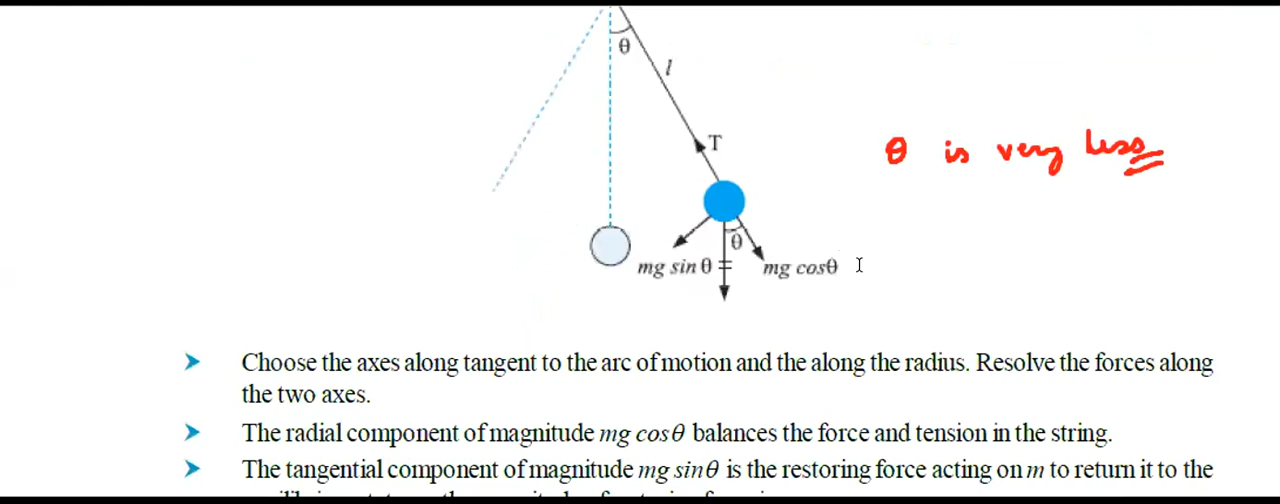 θ
l
T
θ is very less
θ
mg sinθ
mg cosθ
➤ Choose the axes along tangent to the arc of motion and the along the radius. Resolve the forces along
the two axes.
➤ The radial component of magnitude mg cosθ balances the force and tension in the string.
➤ The tangential component of magnitude mg sinθ is the restoring force acting on m to return it to the